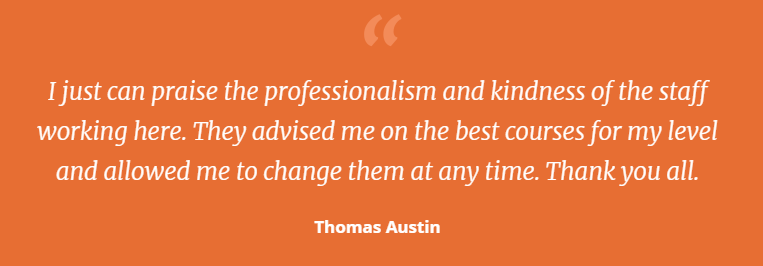 “
I just can praise the professionalism and kindness of the staff
working here. They advised me on the best courses for my level
and allowed me to change them at any time. Thank you all.
Thomas Austin